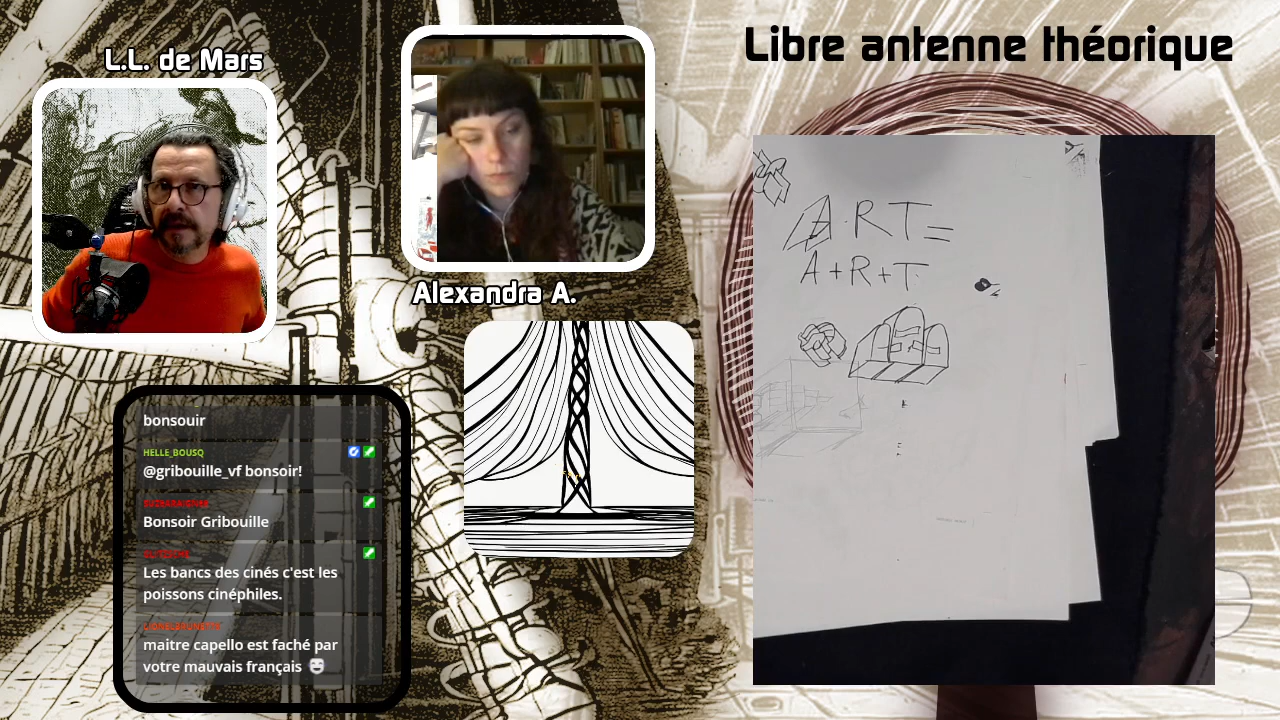 L.L. de Mars
Libre antenne théorique
Alexandra A.
A.RT=
A+R+T.
bonsouir
HELLE_BOUSQ
@gribouille_vf bonsoir!
Bonsoir Gribouille
Les bancs des cinés c'est les
poissons cinéphiles.
maitre capello est faché par
votre mauvais français